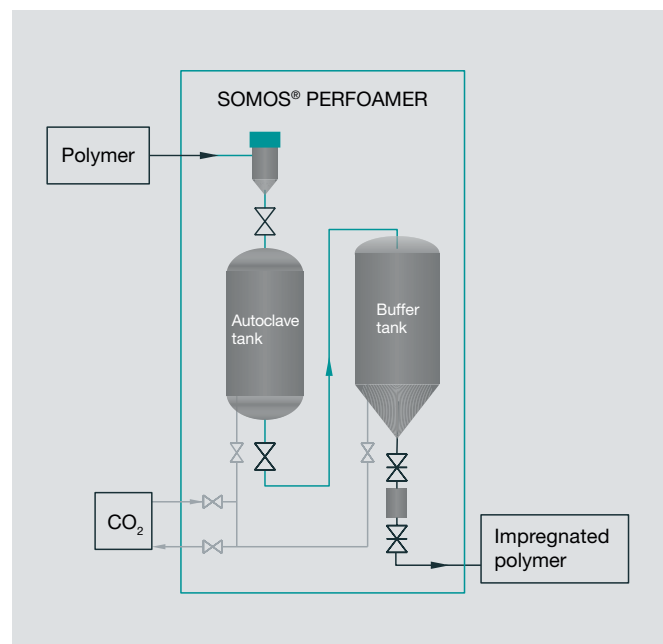 SOMOS® PERFOAMER
Polymer
Autoclave
tank
Buffer
tank
CO₂
Impregnated
polymer